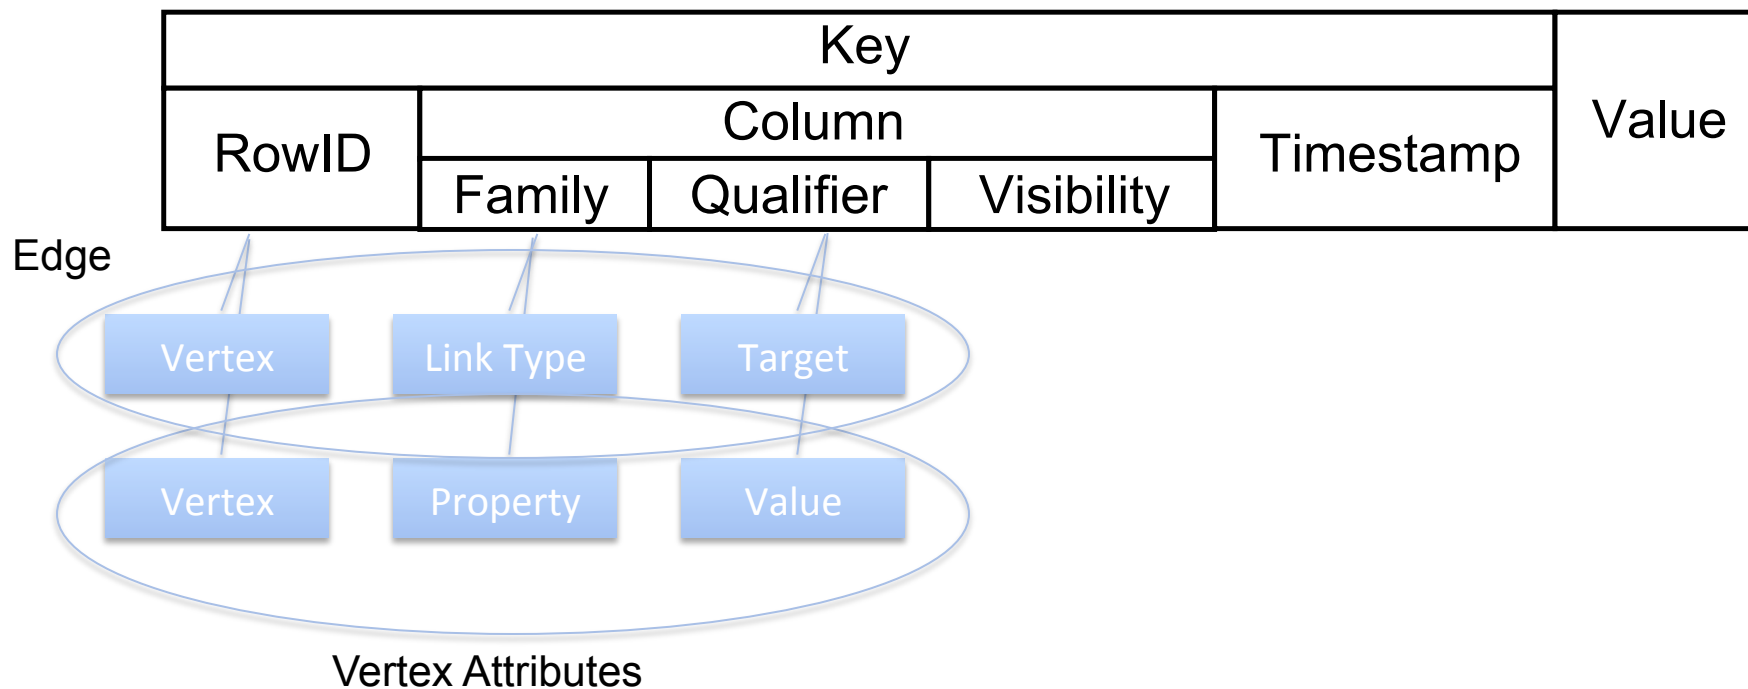 Key
Value
RowID
Column
Timestamp
Family
Qualifier
Visibility
Edge
Vertex
Link Type
Target
Vertex
Property
Value
Vertex Attributes